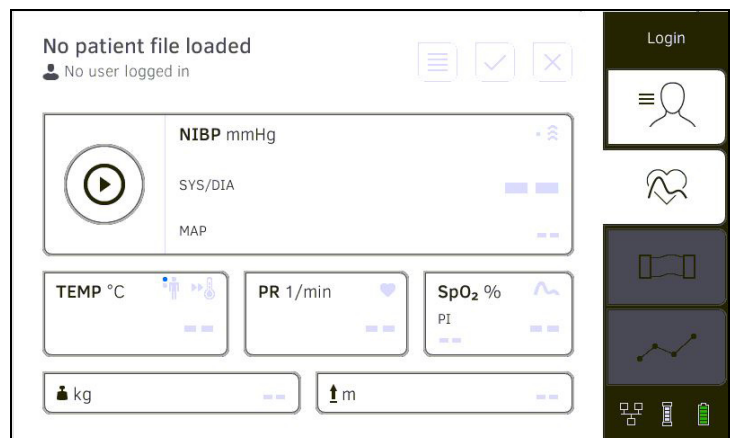 No patient file loaded
No user logged in
Login
NIBP mmHg
SYS/DIA
-- --
MAP
--
TEMP °C
--
PR 1/min
--
SpO₂ %
PI
--
--
kg
--
m
--